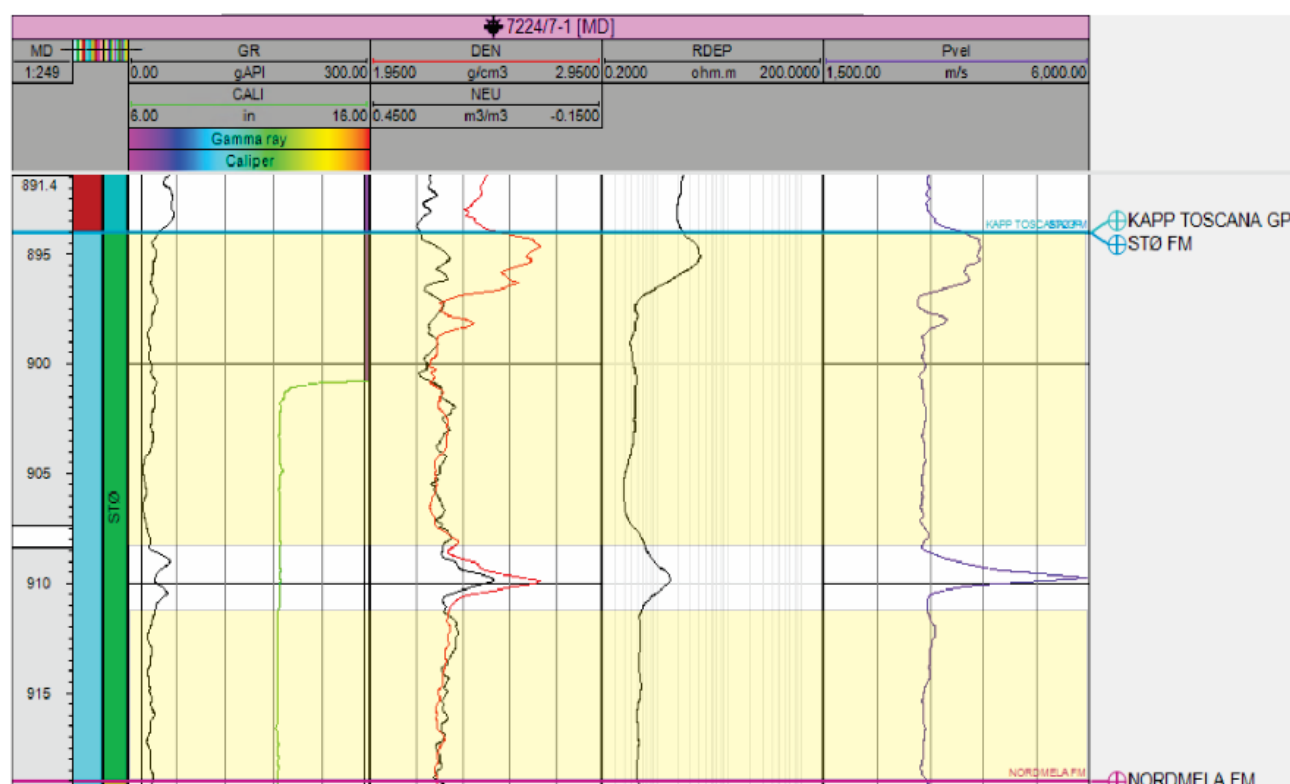 7224/7-1 [MD]
MD GR DEN RDEP Pvel
1:249 0.00 gAPI 300.00 1.9500 g/cm3 2.9500 0.2000 ohm.m 200.0000 1,500.00 m/s 6,000.00
CALI NEU
6.00 in 16.00 0.4500 m3/m3 -0.1500
Gamma ray
Caliper
891.4
KAPP TOSCANA GP
STØ FM
895
900
905
STØ
910
915
NORDMELA FM
NORDMELA FM